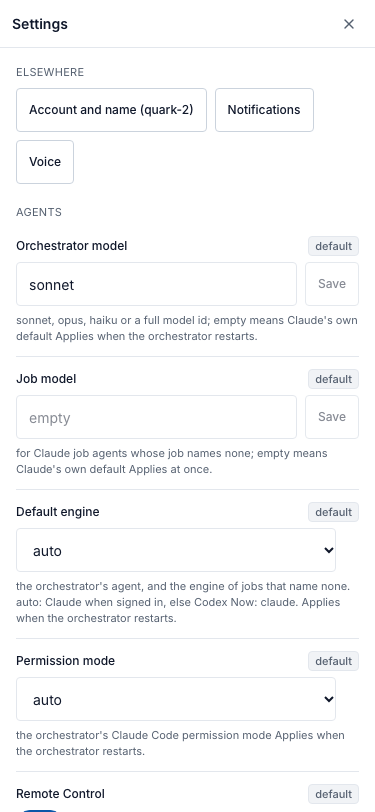 Settings
ELSEWHERE
Account and name (quark-2)
Notifications
Voice
AGENTS
Orchestrator model
default
sonnet
Save
sonnet, opus, haiku or a full model id; empty means Claude's own
default Applies when the orchestrator restarts.
Job model
default
empty
Save
for Claude job agents whose job names none; empty means
Claude's own default Applies at once.
Default engine
default
auto
the orchestrator's agent, and the engine of jobs that name none.
auto: Claude when signed in, else Codex Now: claude. Applies
when the orchestrator restarts.
Permission mode
default
auto
the orchestrator's Claude Code permission mode Applies when
the orchestrator restarts.
Remote Control
default